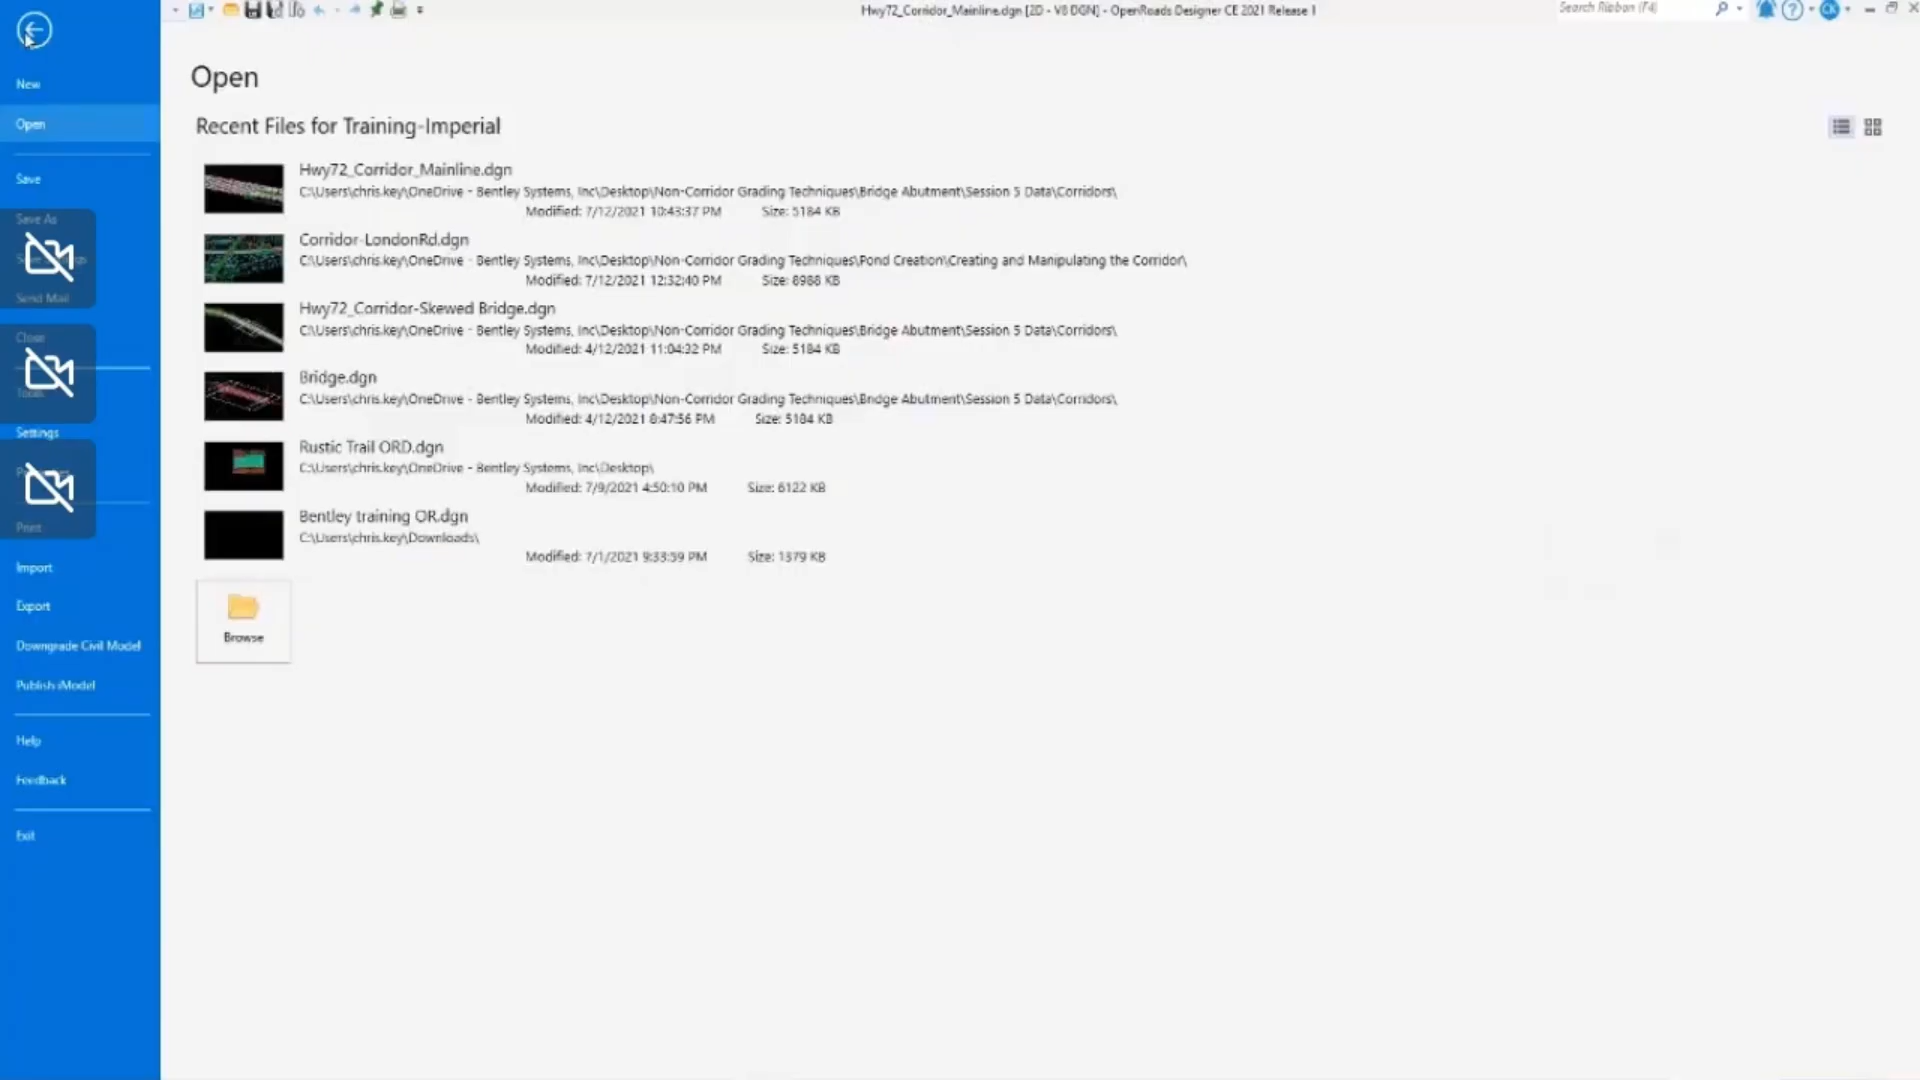 Hwy72_Corridor_Mainline.dgn [2D - V8 DGN] - OpenRoads Designer CE 2021 Release 1
Search Ribbon (F4)
CK
New
Open
Save
Save As
Send Mail
Close
Tools
Settings
Print
Import
Export
Downgrade Civil Model
Publish iModel
Help
Feedback
Exit
Open
Recent Files for Training-Imperial
Hwy72_Corridor_Mainline.dgn
C:\Users\chris.key\OneDrive - Bentley Systems, Inc\Desktop\Non-Corridor Grading Techniques\Bridge Abutment\Session 5 Data\Corridors\
Modified: 7/12/2021 10:43:37 PM Size: 5184 KB
Corridor-LondonRd.dgn
C:\Users\chris.key\OneDrive - Bentley Systems, Inc\Desktop\Non-Corridor Grading Techniques\Pond Creation\Creating and Manipulating the Corridor\
Modified: 7/12/2021 12:32:40 PM Size: 8988 KB
Hwy72_Corridor-Skewed Bridge.dgn
C:\Users\chris.key\OneDrive - Bentley Systems, Inc\Desktop\Non-Corridor Grading Techniques\Bridge Abutment\Session 5 Data\Corridors\
Modified: 4/12/2021 11:04:32 PM Size: 5184 KB
Bridge.dgn
C:\Users\chris.key\OneDrive - Bentley Systems, Inc\Desktop\Non-Corridor Grading Techniques\Bridge Abutment\Session 5 Data\Corridors\
Modified: 4/12/2021 8:47:56 PM Size: 5184 KB
Rustic Trail ORD.dgn
C:\Users\chris.key\OneDrive - Bentley Systems, Inc\Desktop\
Modified: 7/9/2021 4:50:10 PM Size: 6122 KB
Bentley training OR.dgn
C:\Users\chris.key\Downloads\
Modified: 7/1/2021 9:33:59 PM Size: 1379 KB
Browse